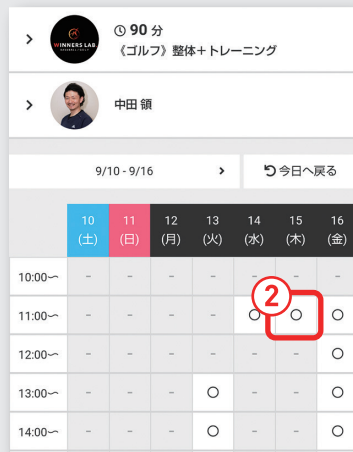 90 分
WINNERS LAB
《ゴルフ》整体＋トレーニング
中田 領
9/10 - 9/16 > 今日へ戻る
10 11 12 13 14 15 16
(土) (日) (月) (火) (水) (木) (金)
10:00〜 - - - - - - -
2
11:00〜 - - - - ○ ○ ○
12:00〜 - - - - - - ○
13:00〜 - - - ○ - - ○
14:00〜 - - - ○ - - ○